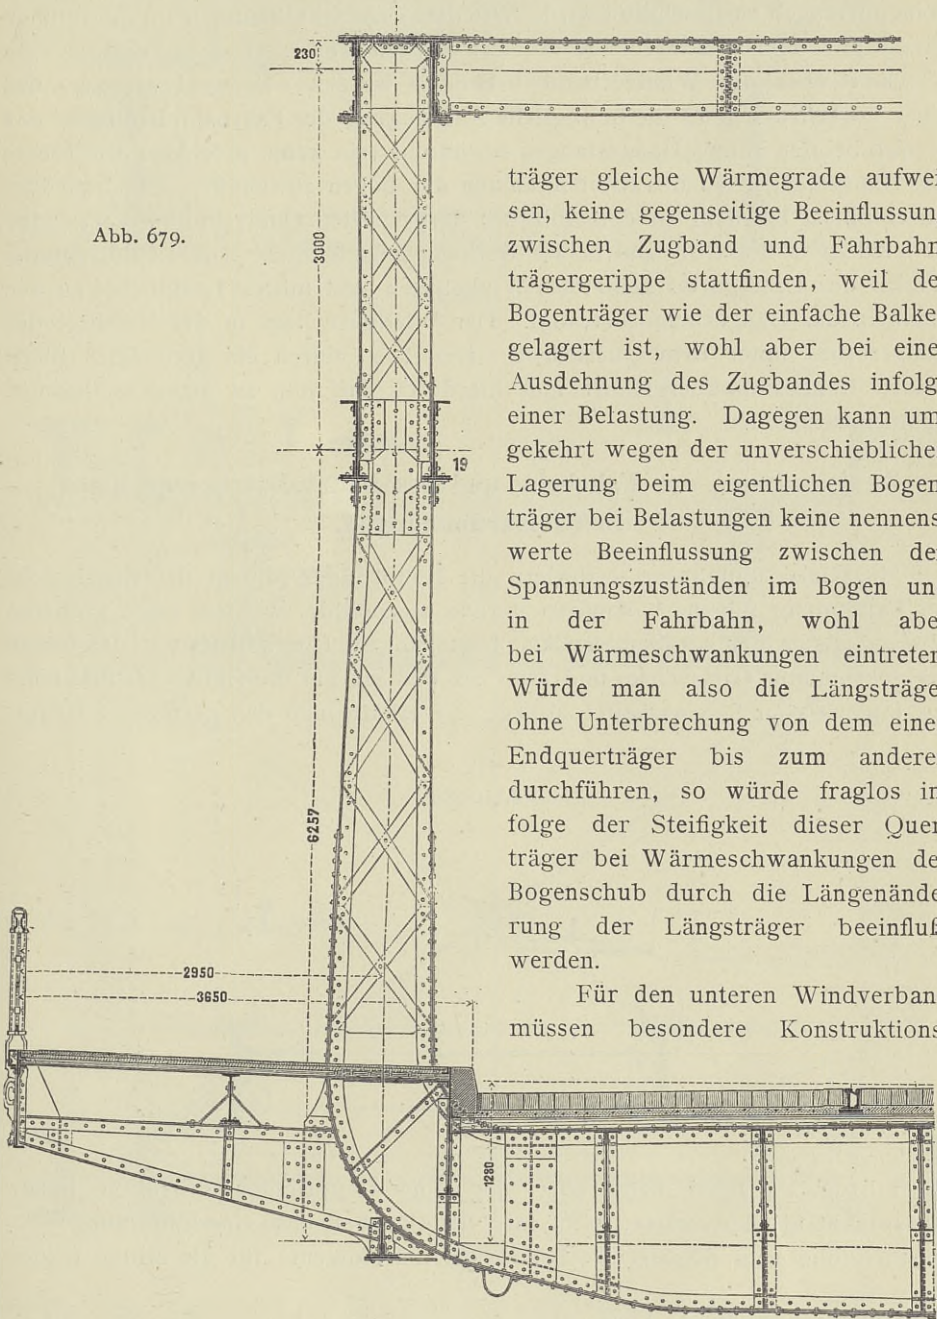 230
3000
Abb. 679.
19
6257
2950
3650
1280
träger gleiche Wärmegrade aufwei
sen, keine gegenseitige Beeinflussun
zwischen Zugband und Fahrbahn
trägergerippe stattfinden, weil de
Bogenträger wie der einfache Balke
gelagert ist, wohl aber bei eine
Ausdehnung des Zugbandes infolg
einer Belastung. Dagegen kann um
gekehrt wegen der unverschiebliche
Lagerung beim eigentlichen Bogen
träger bei Belastungen keine nennens
werte Beeinflussung zwischen de
Spannungszuständen im Bogen un
in der Fahrbahn, wohl abe
bei Wärmeschwankungen eintreten
Würde man also die Längsträge
ohne Unterbrechung von dem eine
Endquerträger bis zum andere
durchführen, so würde fraglos in
folge der Steifigkeit dieser Quer
träger bei Wärmeschwankungen de
Bogenschub durch die Längenände
rung der Längsträger beeinfluß
werden.
Für den unteren Windverban
müssen besondere Konstruktions